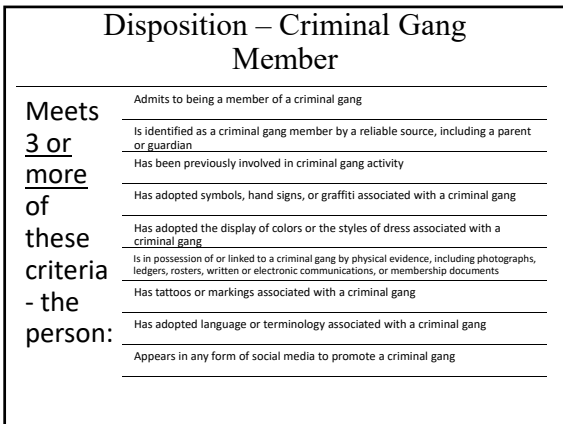 Disposition – Criminal Gang
Member
Meets
3 or
more
of
these
criteria
- the
person:
Admits to being a member of a criminal gang
Is identified as a criminal gang member by a reliable source, including a parent
or guardian
Has been previously involved in criminal gang activity
Has adopted symbols, hand signs, or graffiti associated with a criminal gang
Has adopted the display of colors or the styles of dress associated with a
criminal gang
Is in possession of or linked to a criminal gang by physical evidence, including photographs,
ledgers, rosters, written or electronic communications, or membership documents
Has tattoos or markings associated with a criminal gang
Has adopted language or terminology associated with a criminal gang
Appears in any form of social media to promote a criminal gang